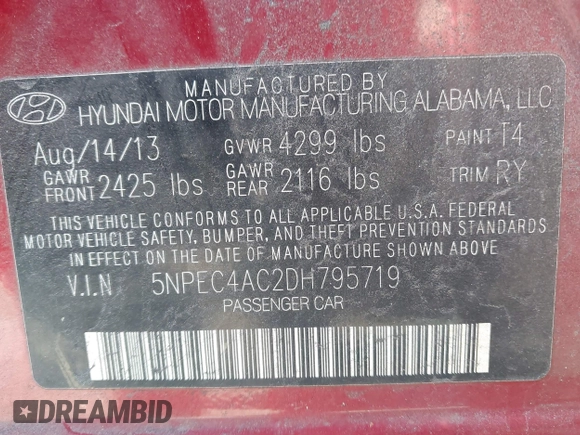 MANUFACTURED BY
HYUNDAI MOTOR MANUFACTURING ALABAMA, LLC
Aug/14/13 GVWR 4299 lbs PAINT T4
GAWR FRONT 2425 lbs GAWR REAR 2116 lbs TRIM RY
THIS VEHICLE CONFORMS TO ALL APPLICABLE U.S.A. FEDERAL
MOTOR VEHICLE SAFETY, BUMPER, AND THEFT PREVENTION STANDARDS
IN EFFECT ON THE DATE OF MANUFACTURE SHOWN ABOVE
V.I.N 5NPEC4AC2DH795719
PASSENGER CAR
DREAMBID